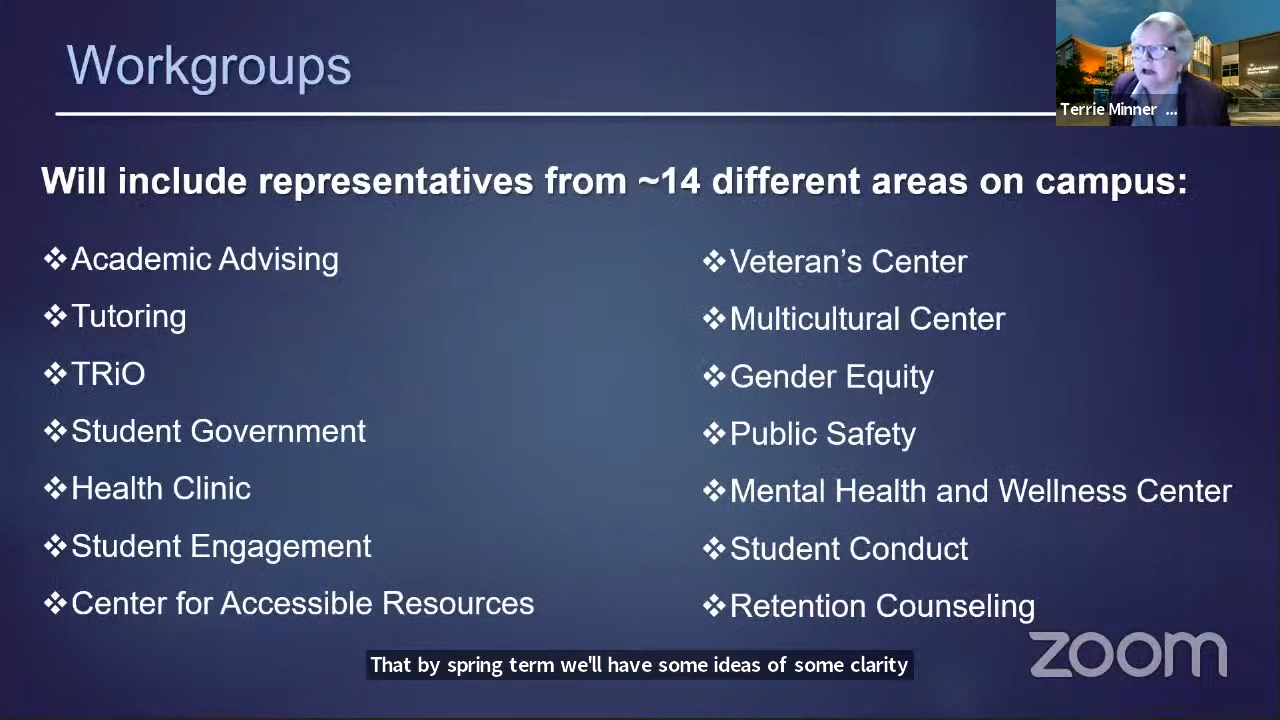 Workgroups
Terrie Minner ...
Will include representatives from ~14 different areas on campus:
❖Academic Advising
❖Tutoring
❖TRiO
❖Student Government
❖Health Clinic
❖Student Engagement
❖Center for Accessible Resources
❖Veteran’s Center
❖Multicultural Center
❖Gender Equity
❖Public Safety
❖Mental Health and Wellness Center
❖Student Conduct
❖Retention Counseling
That by spring term we'll have some ideas of some clarity
zoom